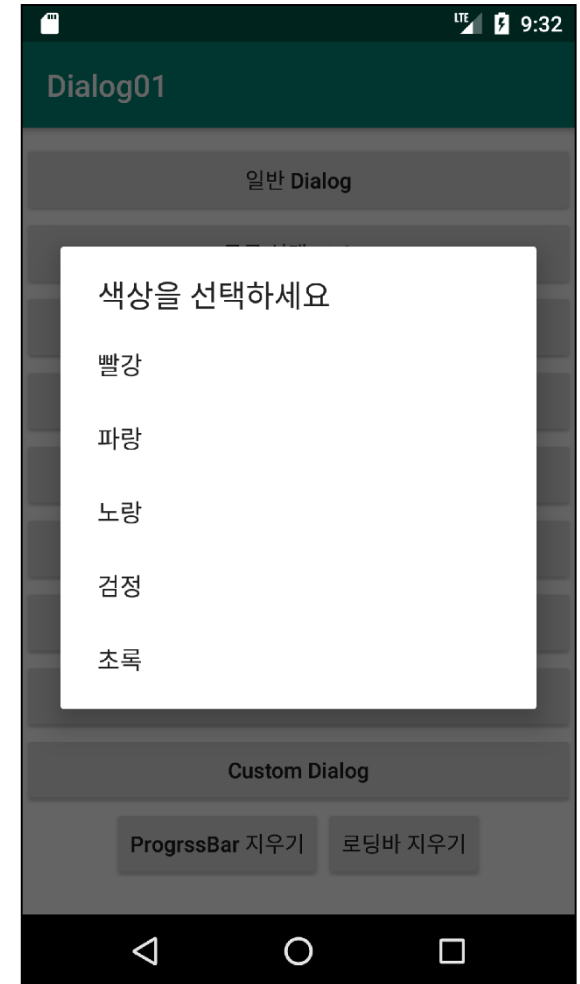 LTE 9:32
Dialog01
일반 Dialog
색상을 선택하세요
빨강
파랑
노랑
검정
초록
Custom Dialog
ProgrssBar 지우기 로딩바 지우기